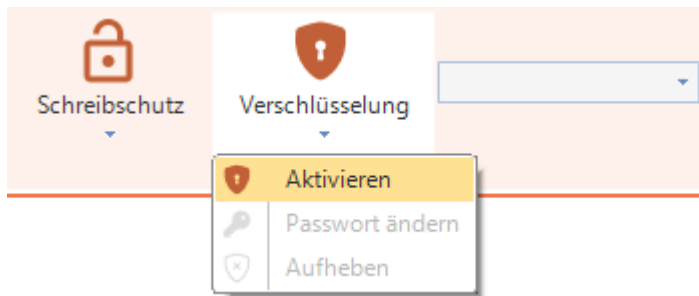 Schreibschutz
Verschlüsselung
Aktivieren
Passwort ändern
Aufheben